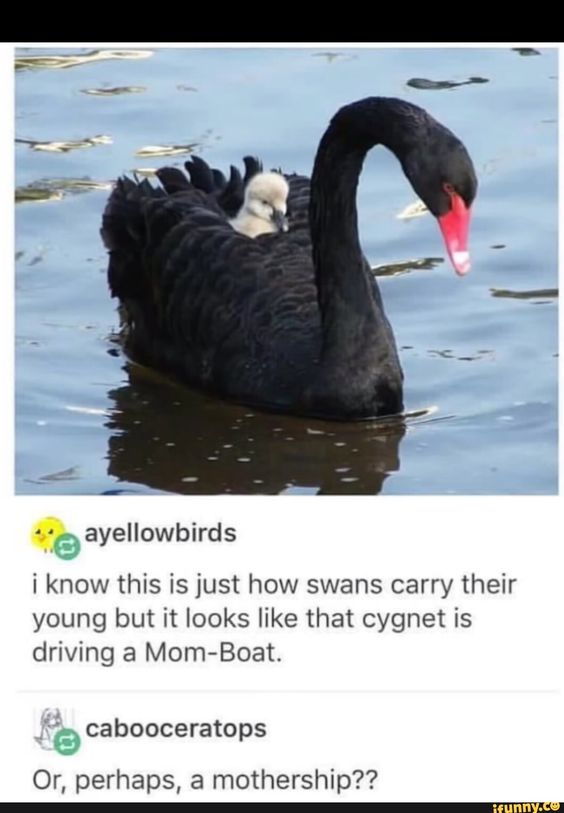 ayellowbirds
i know this is just how swans carry their
young but it looks like that cygnet is
driving a Mom-Boat.
cabooceratops
Or, perhaps, a mothership??
ifunny.co